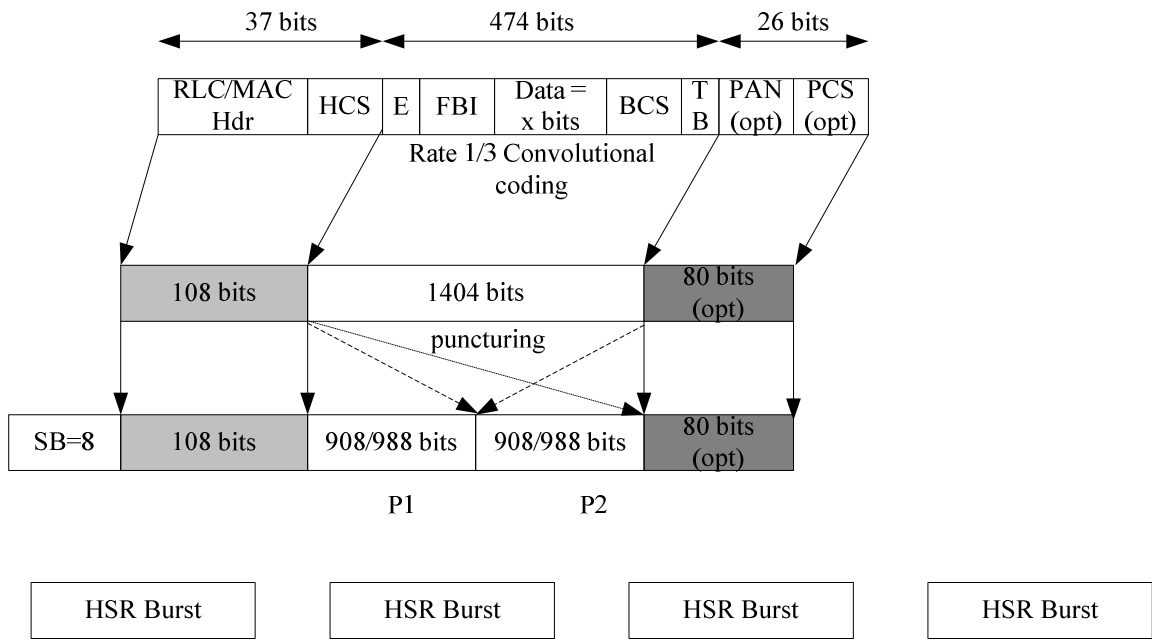 37 bits
474 bits
26 bits
RLC/MAC
Hdr
HCS
E
FBI
Data =
x bits
BCS
T
B
PAN
(opt)
PCS
(opt)
Rate 1/3 Convolutional
coding
108 bits
1404 bits
80 bits
(opt)
puncturing
SB=8
108 bits
908/988 bits
908/988 bits
80 bits
(opt)
P1
P2
HSR Burst
HSR Burst
HSR Burst
HSR Burst